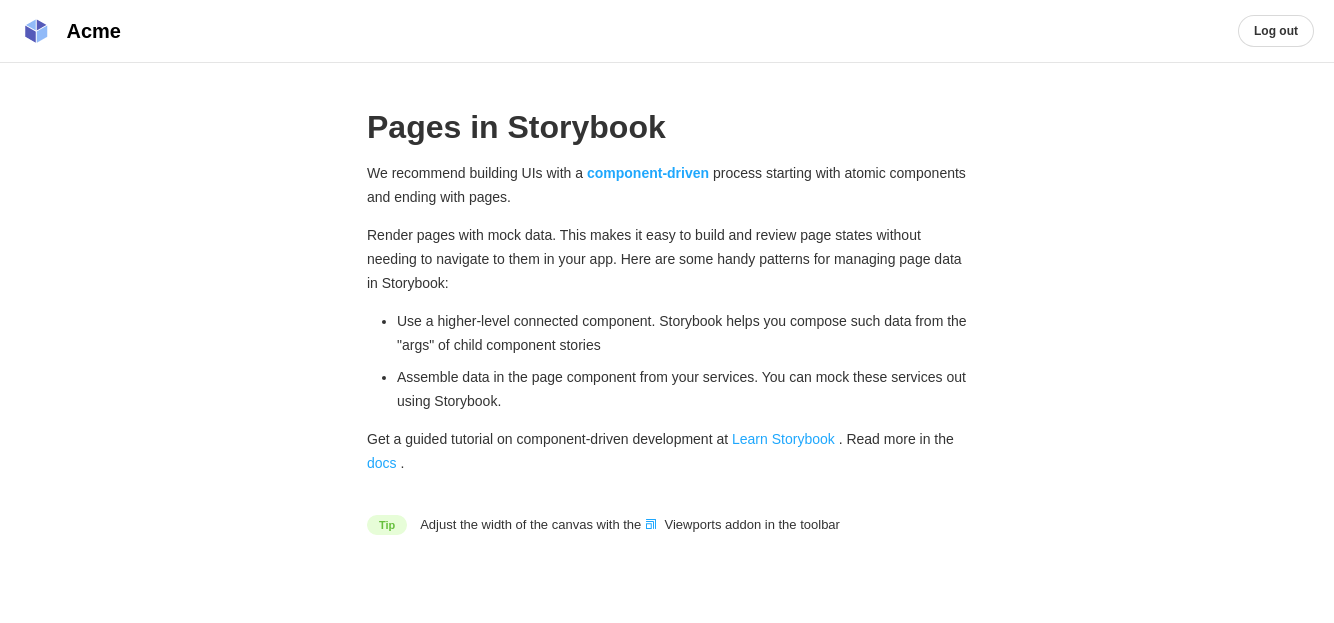 Acme
Log out
Pages in Storybook
We recommend building UIs with a component-driven process starting with atomic components
and ending with pages.
Render pages with mock data. This makes it easy to build and review page states without
needing to navigate to them in your app. Here are some handy patterns for managing page data
in Storybook:
• Use a higher-level connected component. Storybook helps you compose such data from the
"args" of child component stories
• Assemble data in the page component from your services. You can mock these services out
using Storybook.
Get a guided tutorial on component-driven development at Learn Storybook . Read more in the
docs .
Tip Adjust the width of the canvas with the Viewports addon in the toolbar